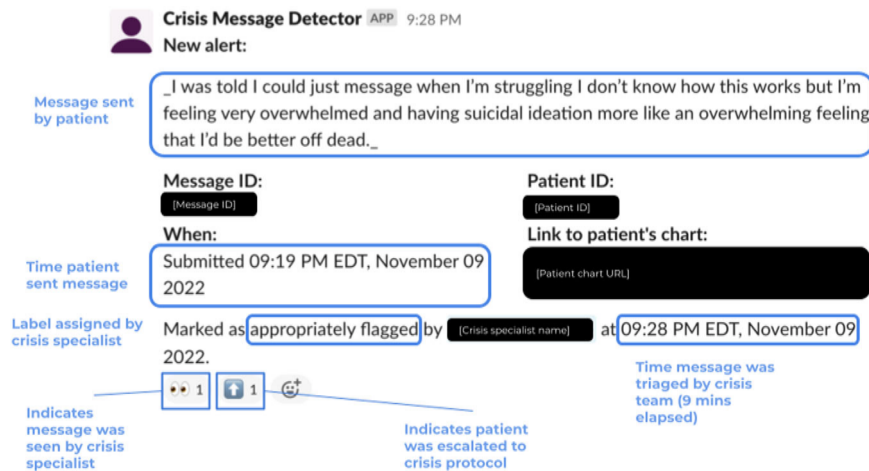 Crisis Message Detector APP 9:28 PM
New alert:
Message sent
by patient
_I was told I could just message when I'm struggling I don't know how this works but I'm
feeling very overwhelmed and having suicidal ideation more like an overwhelming feeling
that I'd be better off dead._
Message ID:
[Message ID]
Patient ID:
[Patient ID]
When:
Link to patient's chart:
Time patient
sent message
Submitted 09:19 PM EDT, November 09
2022
[Patient chart URL]
Label assigned by
crisis specialist
Marked as appropriately flagged by [Crisis specialist name] at 09:28 PM EDT, November 09
2022.
👀 1 ⬆️ 1
Time message was
triaged by crisis
team (9 mins
elapsed)
Indicates
message was
seen by crisis
specialist
Indicates patient
was escalated to
crisis protocol